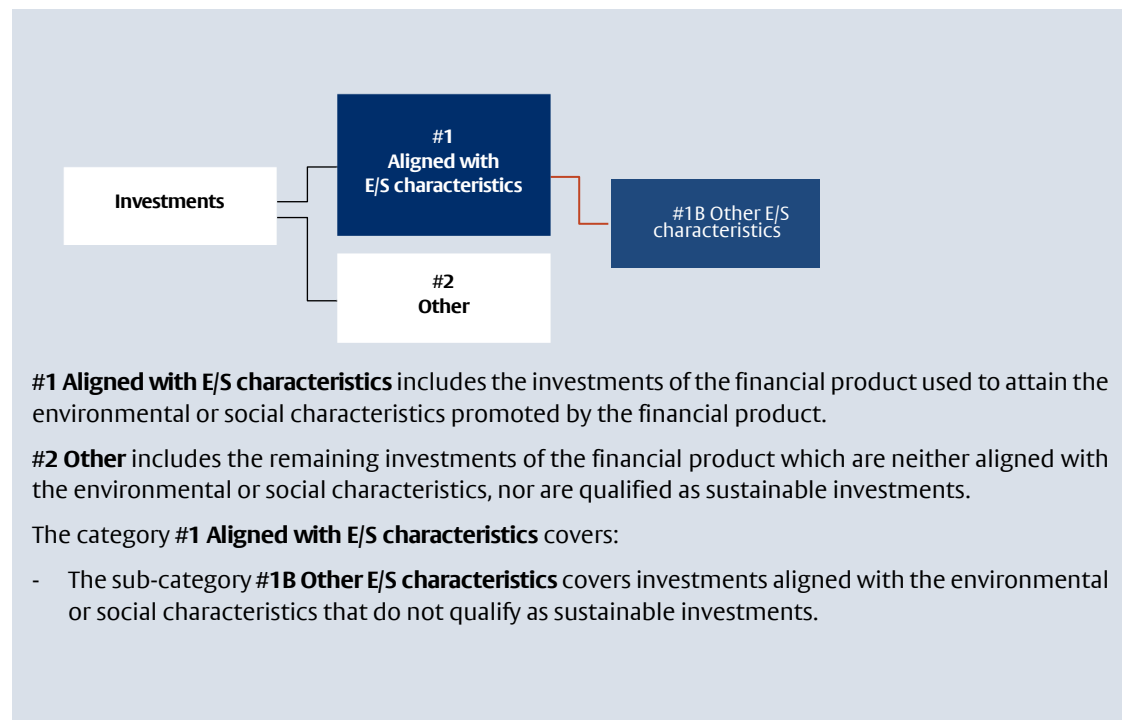 #1
Aligned with
E/S characteristics
Investments
#1B Other E/S
characteristics
#2
Other
#1 Aligned with E/S characteristics includes the investments of the financial product used to attain the
environmental or social characteristics promoted by the financial product.
#2 Other includes the remaining investments of the financial product which are neither aligned with
the environmental or social characteristics, nor are qualified as sustainable investments.
The category #1 Aligned with E/S characteristics covers:
- The sub-category #1B Other E/S characteristics covers investments aligned with the environmental
or social characteristics that do not qualify as sustainable investments.